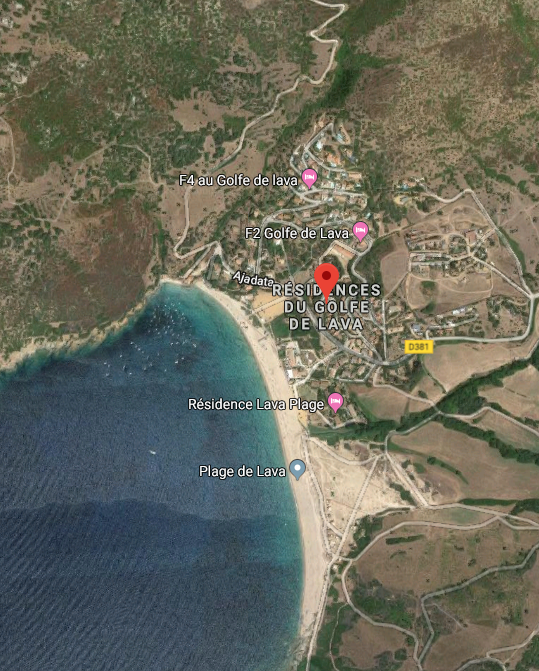 F4 au Golfe de lava
F2 Golfe de Lava
Ajadata
RÉSIDENCES
DU GOLFE
DE LAVA
D381
Résidence Lava Plage
Plage de Lava